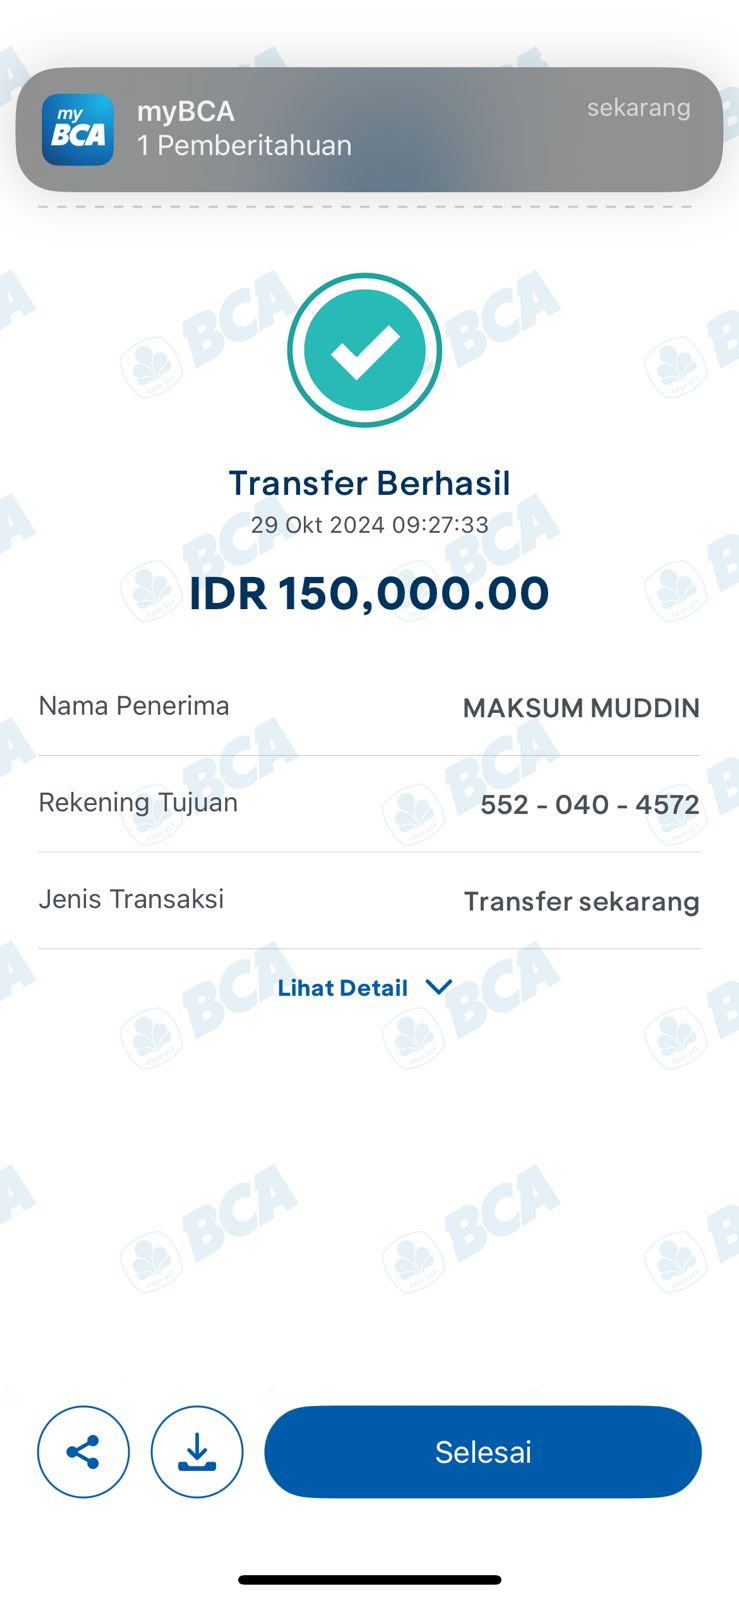 my
BCA
myBCA
sekarang
1 Pemberitahuan
Transfer Berhasil
29 Okt 2024 09:27:33
IDR 150,000.00
Nama Penerima
MAKSUM MUDDIN
Rekening Tujuan
552 - 040 - 4572
Jenis Transaksi
Transfer sekarang
Lihat Detail
Selesai
BCA